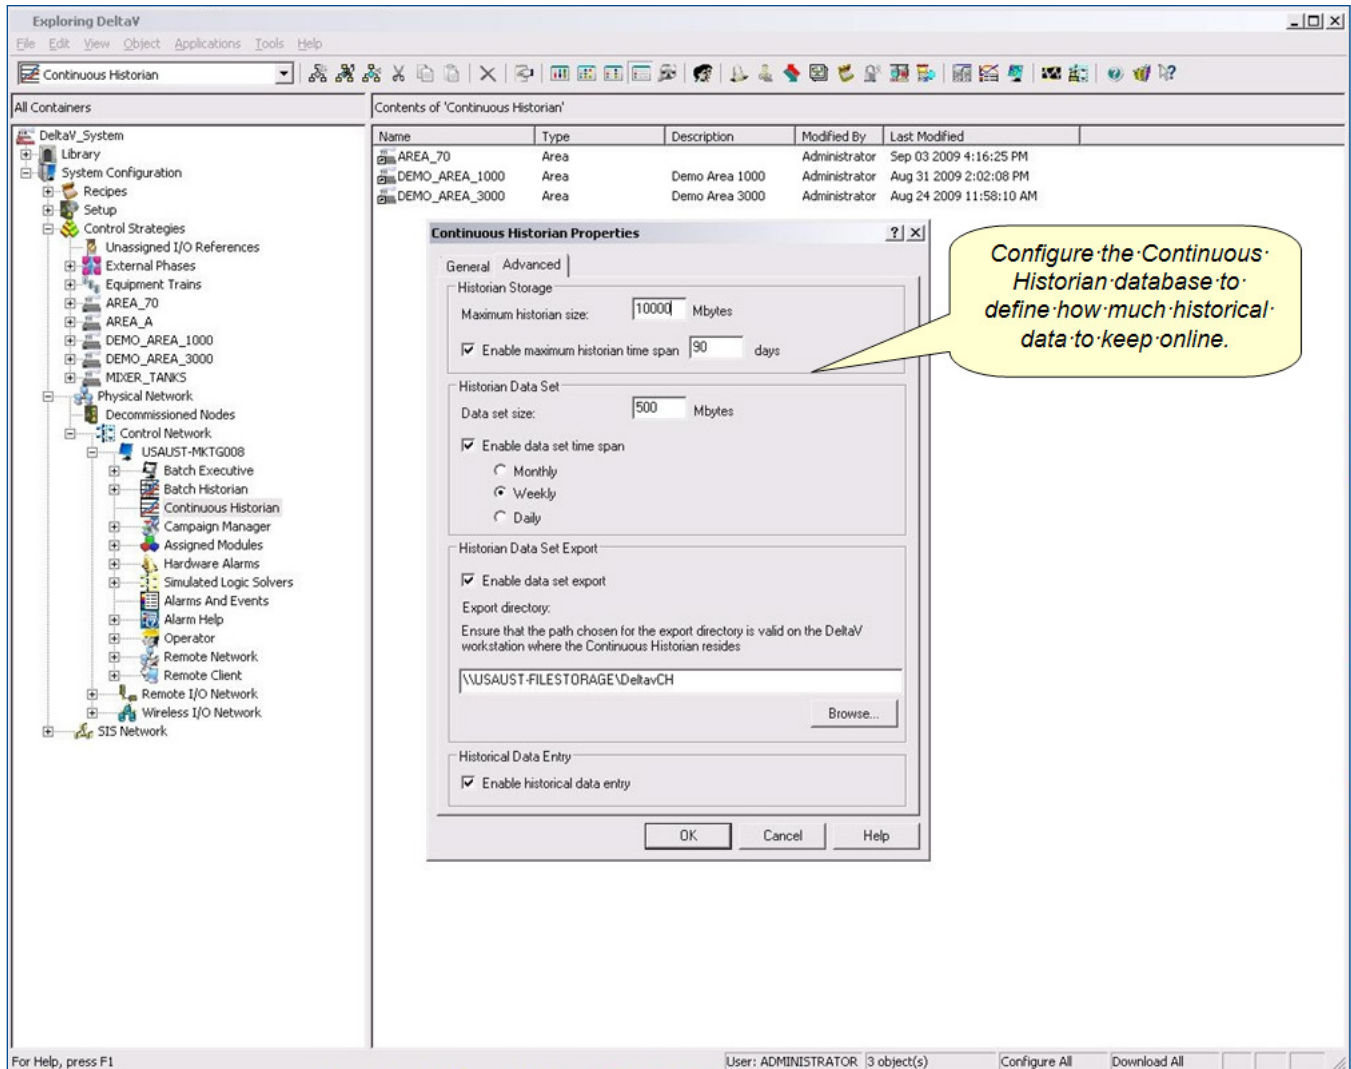 Exploring DeltaV
File Edit View Object Applications Tools Help
Continuous Historian
All Containers
Contents of 'Continuous Historian'
DeltaV_System
Library
System Configuration
Recipes
Setup
Control Strategies
Unassigned I/O References
External Phases
Equipment Trains
AREA_70
AREA_A
DEMO_AREA_1000
DEMO_AREA_3000
MIXER_TANKS
Physical Network
Decommissioned Nodes
Control Network
USAUST-MKTG008
Batch Executive
Batch Historian
Continuous Historian
Campaign Manager
Assigned Modules
Hardware Alarms
Simulated Logic Solvers
Alarms And Events
Alarm Help
Operator
Remote Network
Remote Client
Remote I/O Network
Wireless I/O Network
SIS Network
Name Type Description Modified By Last Modified
AREA_70 Area Administrator Sep 03 2009 4:16:25 PM
DEMO_AREA_1000 Area Demo Area 1000 Administrator Aug 31 2009 2:02:08 PM
DEMO_AREA_3000 Area Demo Area 3000 Administrator Aug 24 2009 11:58:10 AM
Continuous Historian Properties
General Advanced
Historian Storage
Maximum historian size: 10000 Mbytes
Enable maximum historian time span 90 days
Historian Data Set
Data set size: 500 Mbytes
Enable data set time span
Monthly
Weekly
Daily
Historian Data Set Export
Enable data set export
Export directory:
Ensure that the path chosen for the export directory is valid on the DeltaV
workstation where the Continuous Historian resides
\\USAUST-FILESTORAGE\DeltavCH
Browse...
Historical Data Entry
Enable historical data entry
OK Cancel Help
Configure·the·Continuous·
Historian·database·to·
define·how·much·historical·
data·to·keep·online.
For Help, press F1
User: ADMINISTRATOR 3 object(s) Configure All Download All